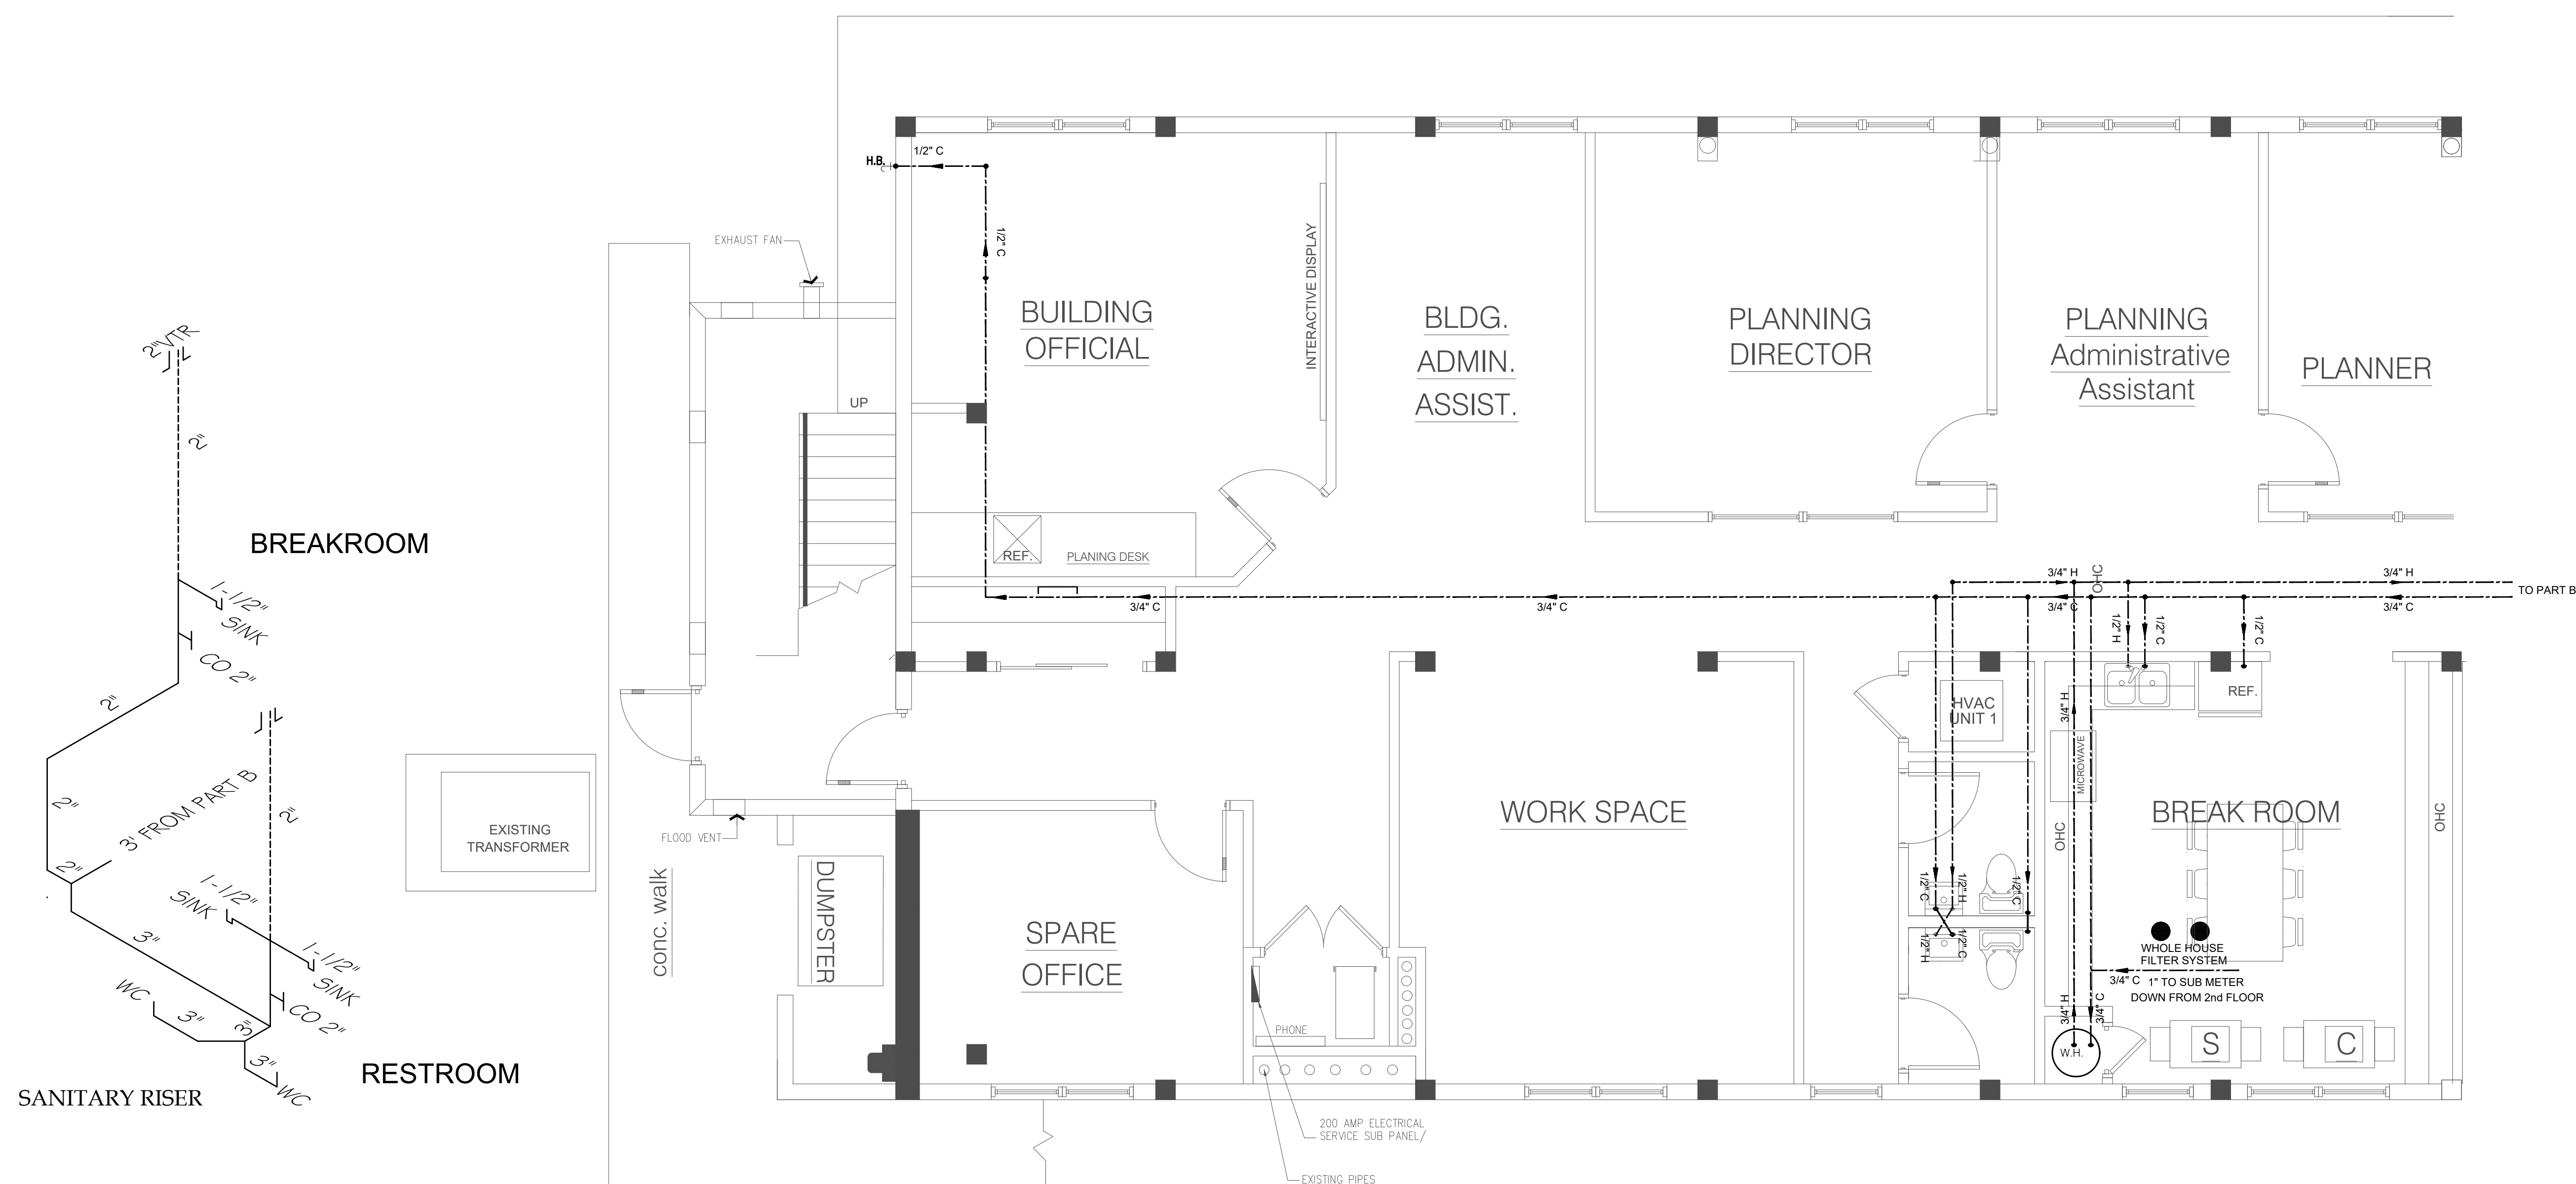 H.B.
1/2" C
1/2" C
EXHAUST FAN
BUILDING
OFFICIAL
INTERACTIVE DISPLAY
BLDG.
ADMIN.
ASSIST.
PLANNING
DIRECTOR
PLANNING
Administrative
Assistant
PLANNER
UP
REF.
PLANING DESK
2" VTR
2"
BREAKROOM
1-1/2"
SINK
CO 2"
2"
2"
2"
3' FROM PART B
2"
1-1/2"
SINK
3"
1-1/2"
SINK
CO 2"
WC
3"
3"
3"
WC
RESTROOM
SANITARY RISER
EXISTING
TRANSFORMER
3/4" C
3/4" C
3/4" H
OHC
3/4" C
3/4" H
3/4" C
TO PART B
1/2" H
1/2" C
1/2" C
HVAC
UNIT 1
3/4" H
MICROWAVE
REF.
FLOOD VENT
conc. walk
DUMPSTER
SPARE
OFFICE
WORK SPACE
BREAK ROOM
OHC
OHC
1/2" C
1/2" H
1/2" C
1/2" H
1/2" C
WHOLE HOUSE
FILTER SYSTEM
3/4" C
1" TO SUB METER
DOWN FROM 2nd FLOOR
3/4" H
3/4" C
W.H.
S
C
PHONE
200 AMP ELECTRICAL
SERVICE SUB PANEL/
EXISTING PIPES